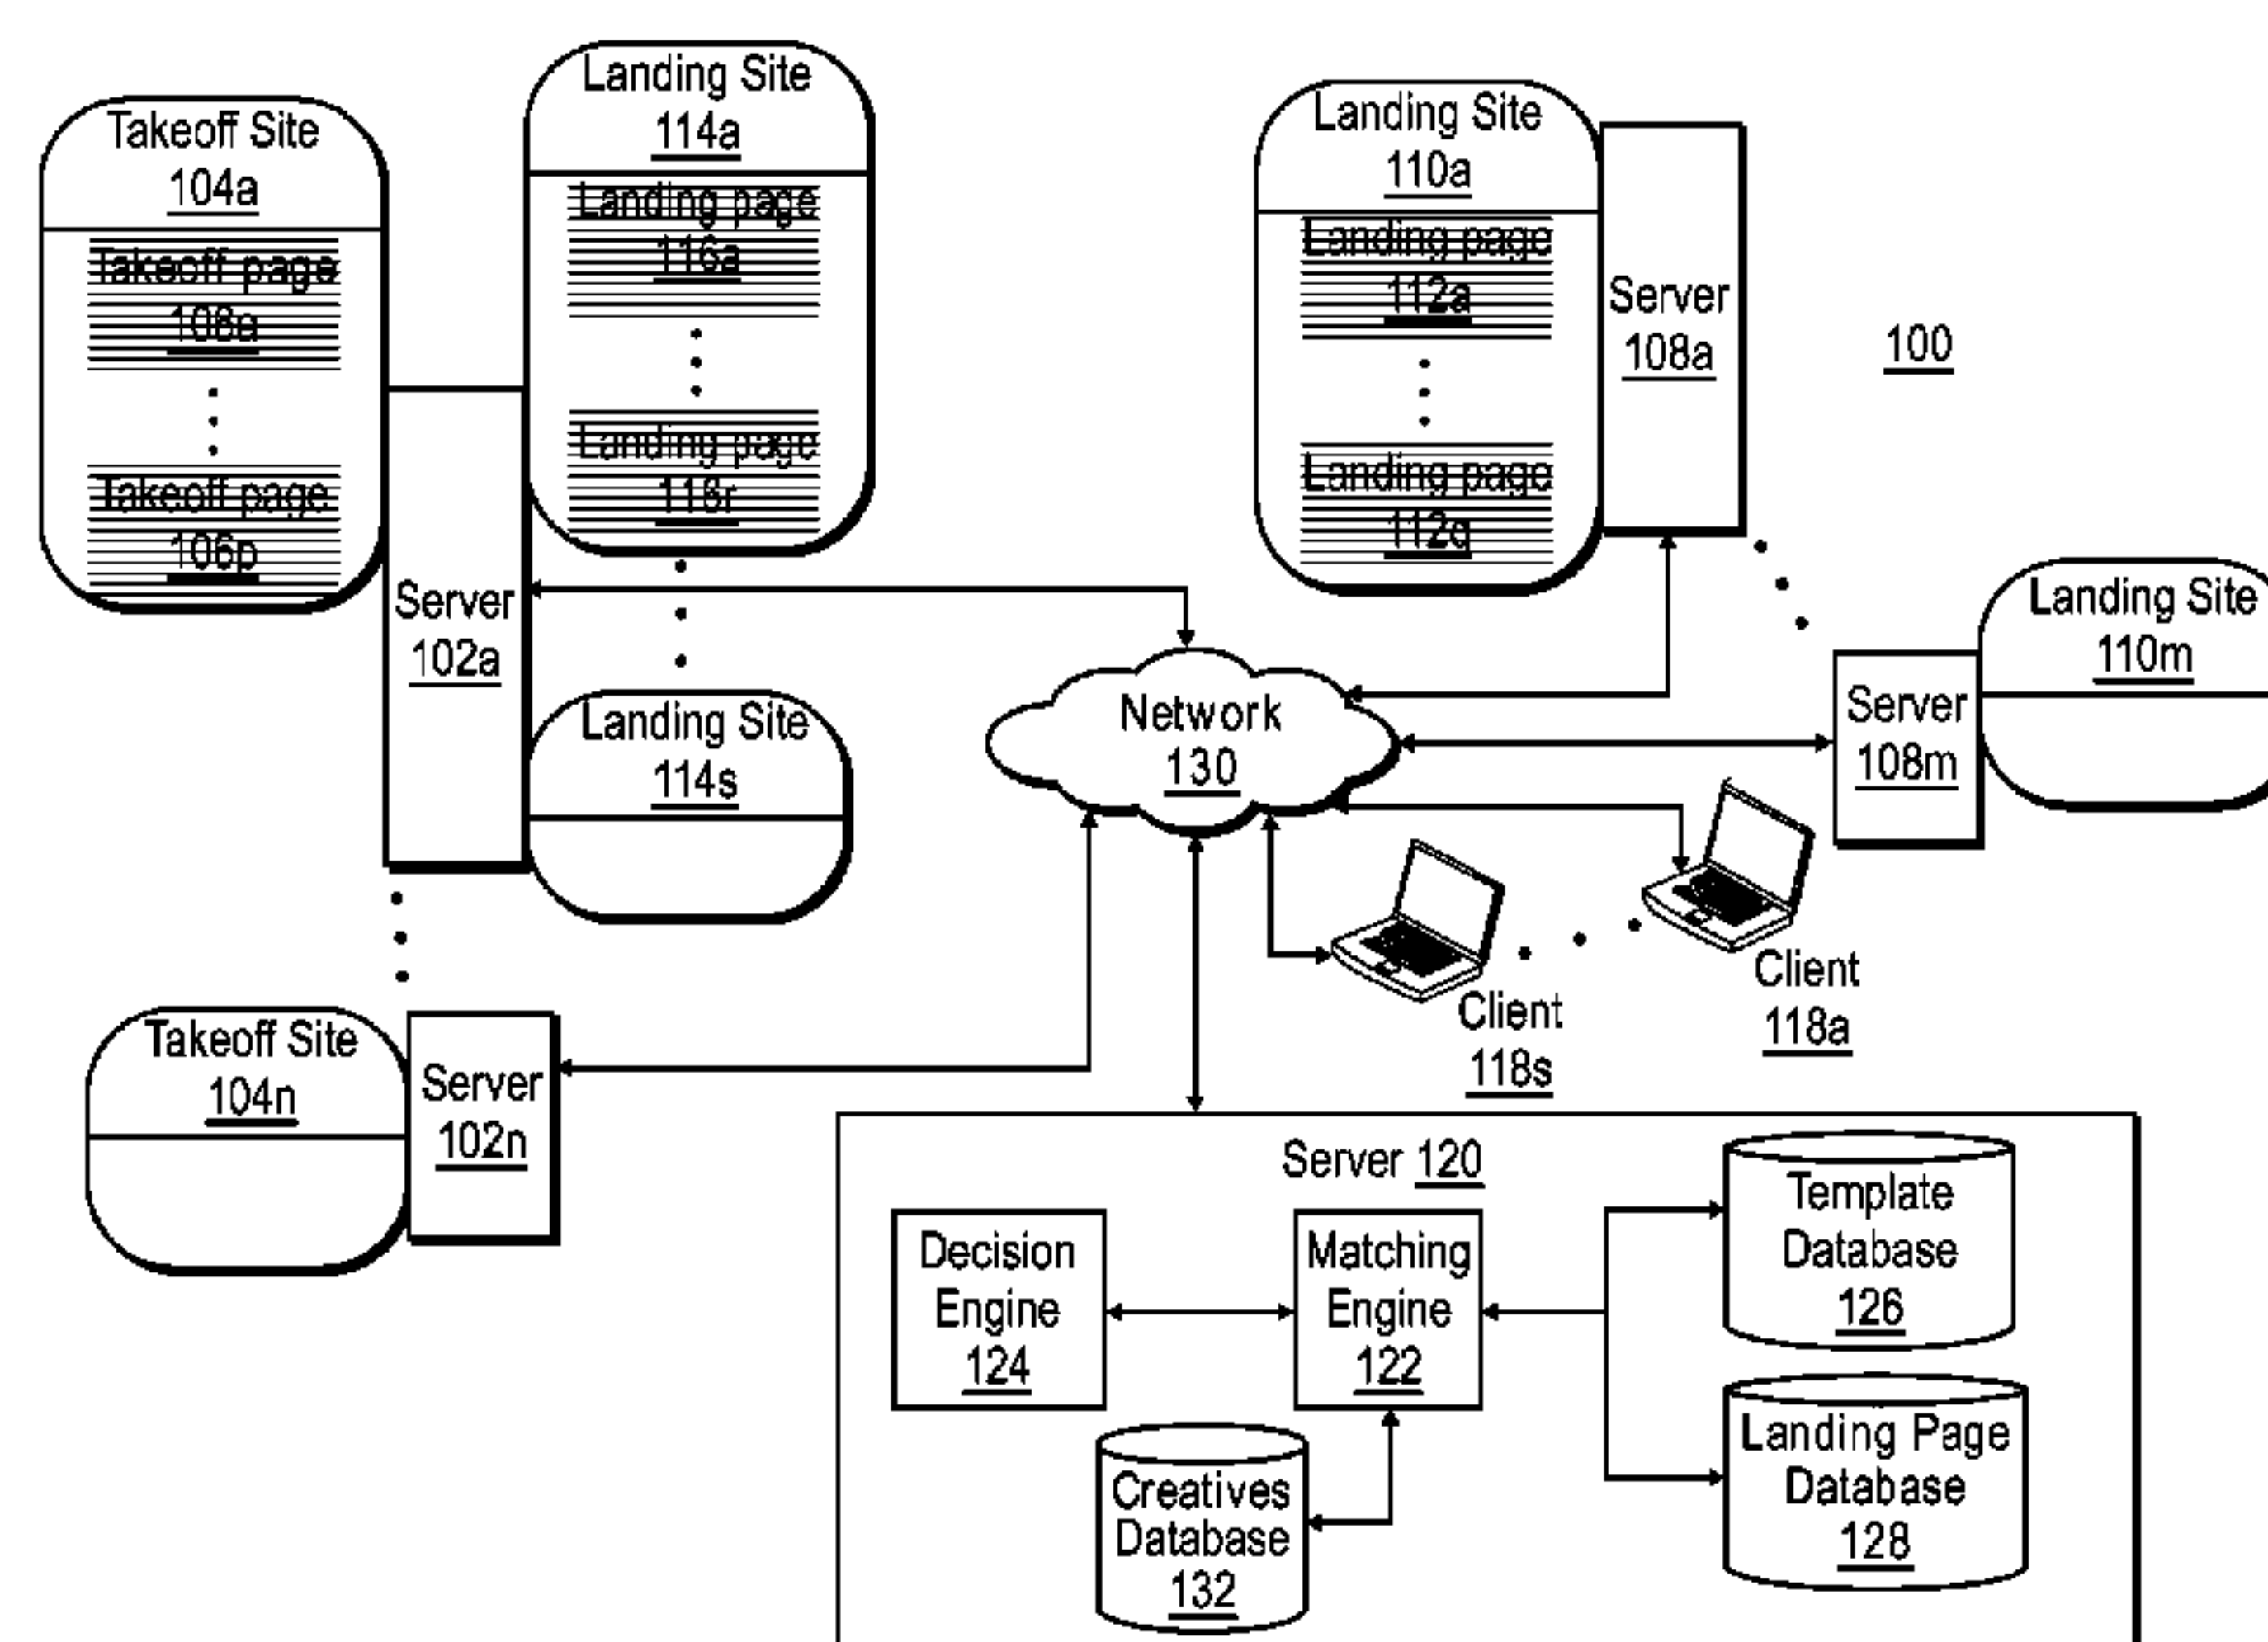 Takeoff Site
104a
Takeoff page
Takeoff page
106p
Landing Site
114a
Landing page
116a
Landing page
116r
Server
102a
Landing Site
114s
Takeoff Site
104n
Server
102n
Landing Site
110a
Landing page
112a
Landing page
112q
Server
108a
100
Landing Site
110m
Server
108m
Network
130
Client
118s
Client
118a
Server 120
Decision
Engine
124
Matching
Engine
122
Template
Database
126
Landing Page
Database
128
Creatives
Database
132